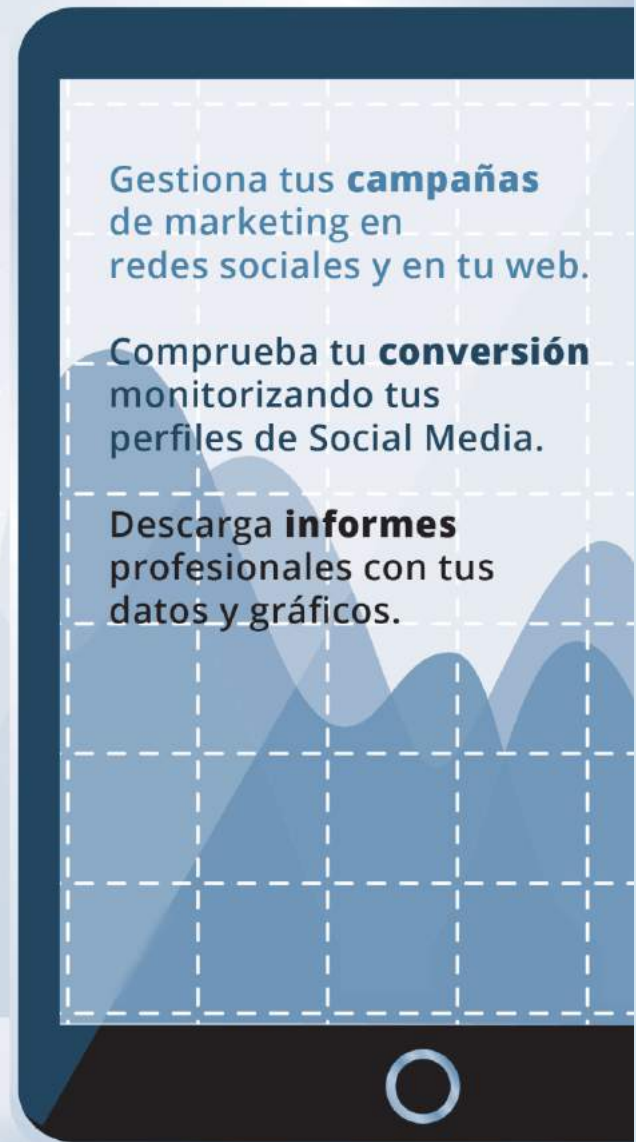 Gestiona tus campañas
de marketing en
redes sociales y en tu web.
Comprueba tu conversión
monitorizando tus
perfiles de Social Media.
Descarga informes
profesionales con tus
datos y gráficos.